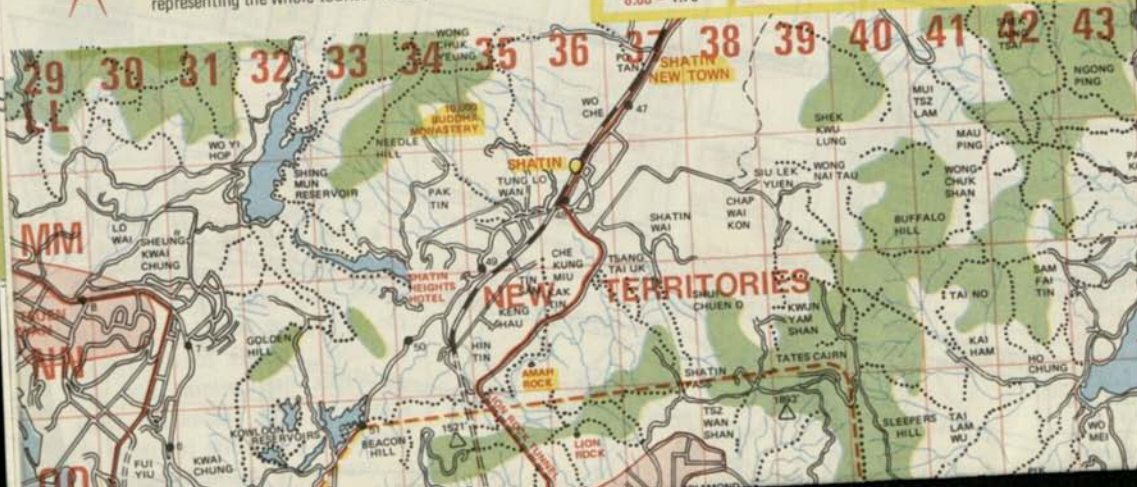 representing the whole
29 30 31 32 33 34 35 36 37 38 39 40 41 42 43
LL
MM
NN
WONG
CHUK
YEUNG
SHATIN
NEW TOWN
10,000
BUDDHA
MONASTERY
WO
CHE
47
NGONG
PING
MUI
TSZ
LAM
SHEK
KWU
LUNG
MAU
PING
WO YI
HOP
NEEDLE
HILL
SHING
MUN
RESERVOIR
SHATIN
TUNG LO
WAN
PAK
TIN
SIU LEK
YUEN
WONG
NAI TAU
WONG
CHUK
SHAN
CHAP
WAI
KON
SHATIN
WAI
BUFFALO
HILL
LO
WAI
SHEUNG
KWAI
CHUNG
CHE
KUNG
MIU
TSANG
TAI UK
SHATIN
HEIGHTS
HOTEL
49
NEW TERRITORIES
KENG
HAU
CHUEN O
KWUN
YAM
SHAN
TAI NO
SAM
FAI
TIN
8
7
GOLDEN
HILL
50
HIN
TIN
KAI
HAM
HO
CHUNG
TATES CAIRN
AMAH
ROCK
SHATIN
PASS
LION ROCK TUNNEL
KOWLOON
RESERVOIRS
BEACON
HILL
1521
LION
ROCK
TSZ
WAN
SHAN
SLEEPERS
HILL
TAI
LAM
WU
WO
MEI
FUI
YIU
KWAI
CHUNG